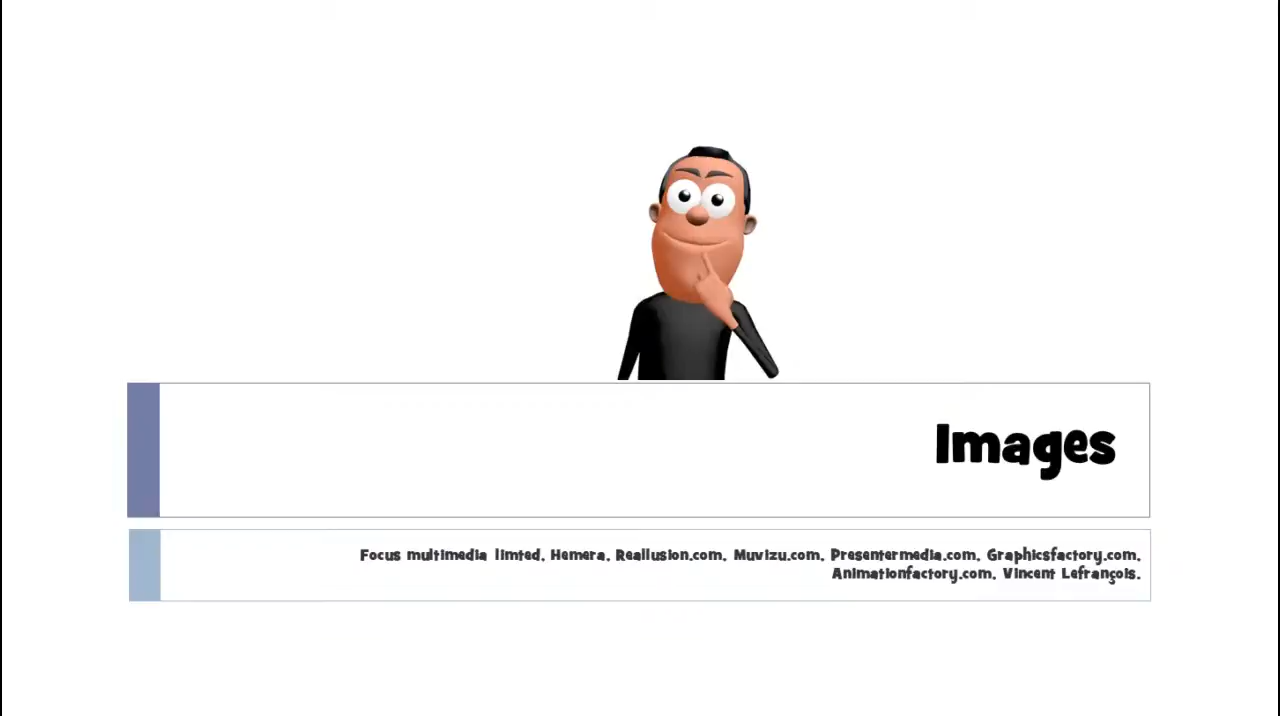 Images
Focus multimedia limted, Hemera, Reallusion.com, Muvizu.com, Presentermedia.com, Graphicsfactory.com,
Animationfactory.com, Vincent Lefrançois.